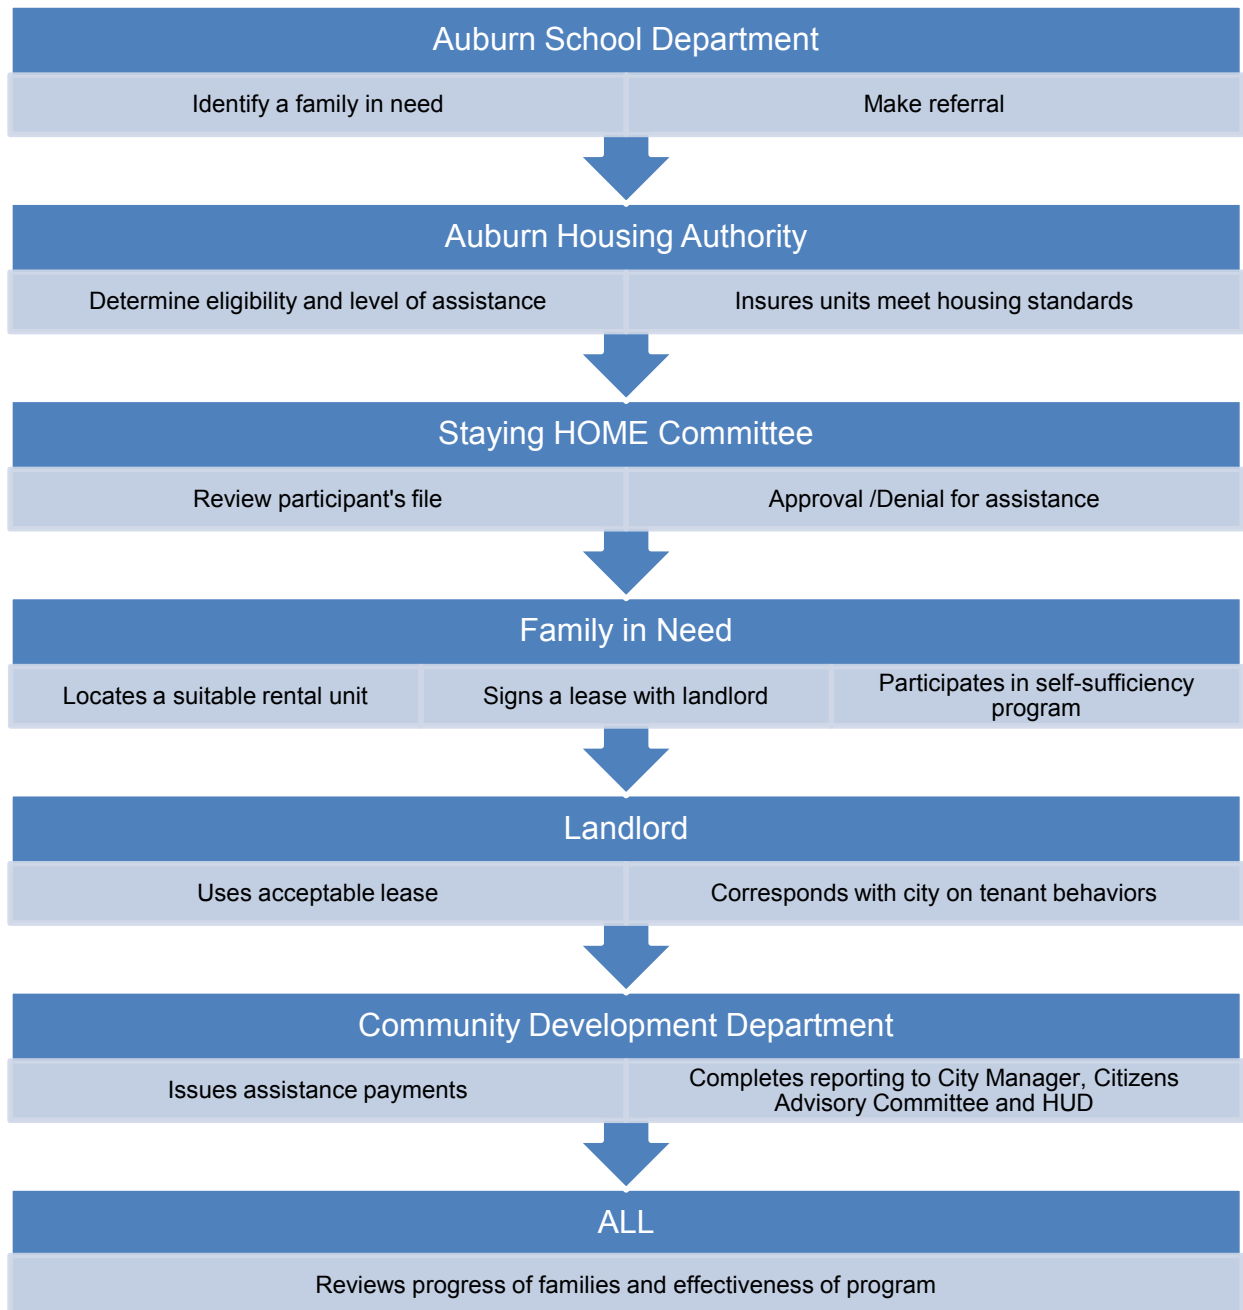 Auburn School Department
Identify a family in need
Make referral
Auburn Housing Authority
Determine eligibility and level of assistance
Insures units meet housing standards
Staying HOME Committee
Review participant's file
Approval /Denial for assistance
Family in Need
Locates a suitable rental unit
Signs a lease with landlord
Participates in self-sufficiency
program
Landlord
Uses acceptable lease
Corresponds with city on tenant behaviors
Community Development Department
Issues assistance payments
Completes reporting to City Manager, Citizens
Advisory Committee and HUD
ALL
Reviews progress of families and effectiveness of program